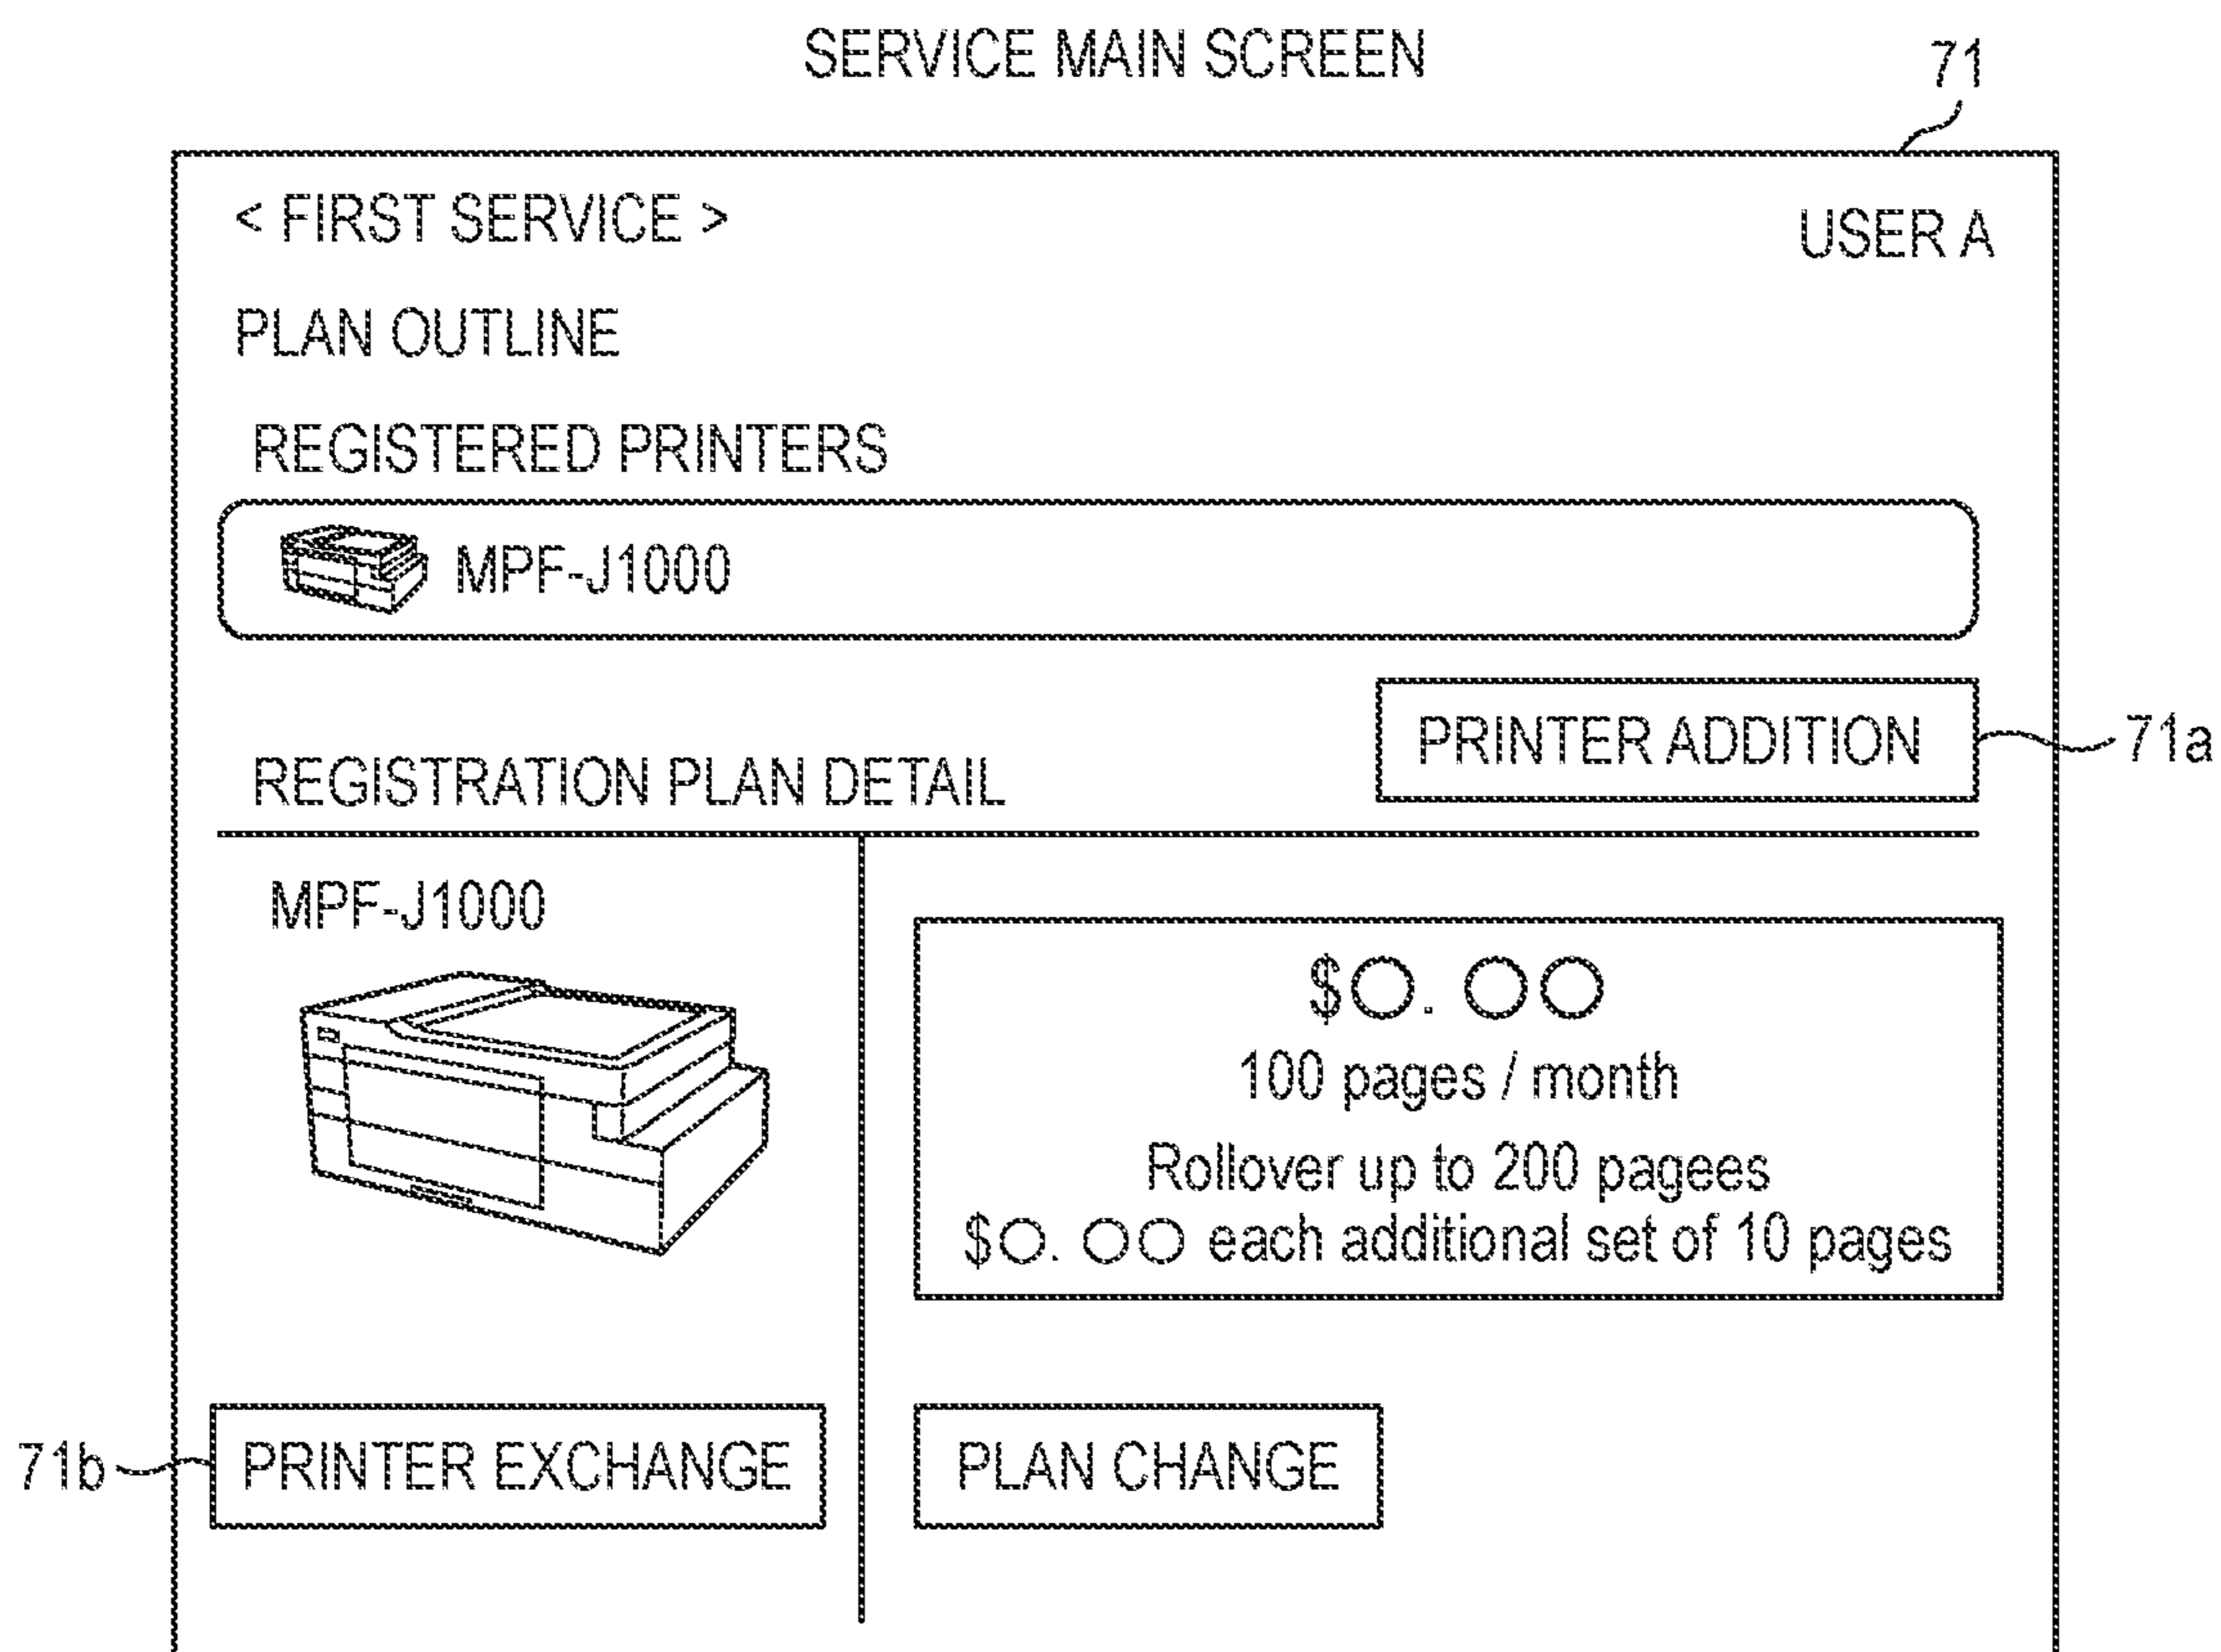 SERVICE MAIN SCREEN
71
< FIRST SERVICE >
USER A
PLAN OUTLINE
REGISTERED PRINTERS
MPF-J1000
PRINTER ADDITION
71a
REGISTRATION PLAN DETAIL
MPF-J1000
$○. ○○
100 pages / month
Rollover up to 200 pagees
$○. ○○ each additional set of 10 pages
71b
PRINTER EXCHANGE
PLAN CHANGE